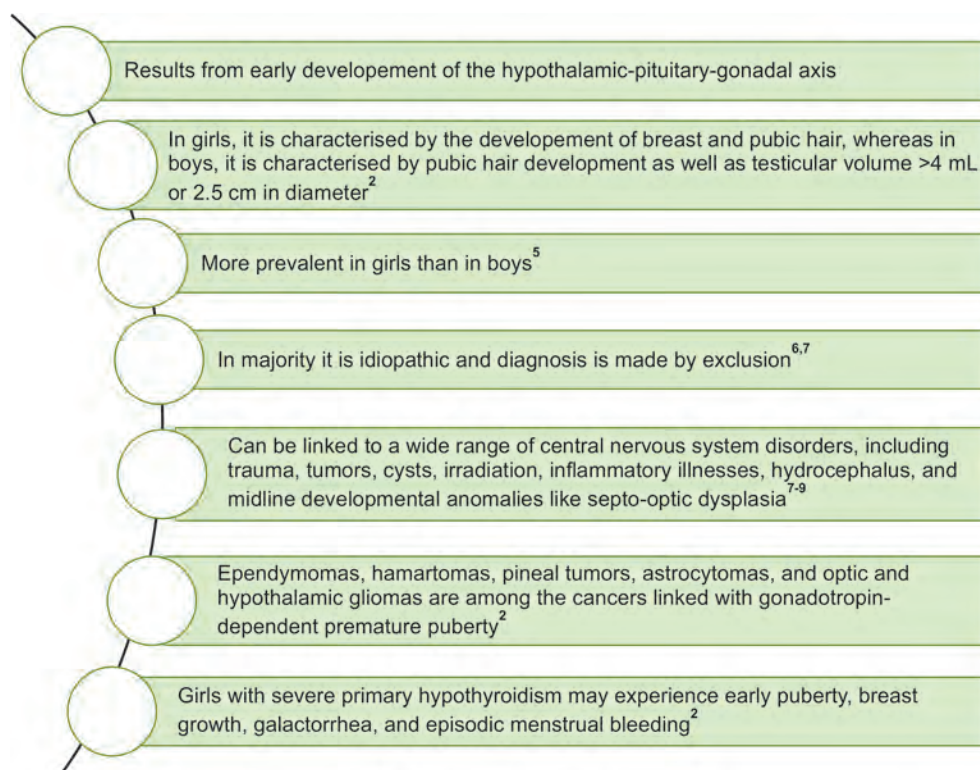 Results from early developement of the hypothalamic-pituitary-gonadal axis
In girls, it is characterised by the developement of breast and pubic hair, whereas in
boys, it is characterised by pubic hair development as well as testicular volume >4 mL
or 2.5 cm in diameter2
More prevalent in girls than in boys5
In majority it is idiopathic and diagnosis is made by exclusion6,7
Can be linked to a wide range of central nervous system disorders, including
trauma, tumors, cysts, irradiation, inflammatory illnesses, hydrocephalus, and
midline developmental anomalies like septo-optic dysplasia7-9
Ependymomas, hamartomas, pineal tumors, astrocytomas, and optic and
hypothalamic gliomas are among the cancers linked with gonadotropin-
dependent premature puberty2
Girls with severe primary hypothyroidism may experience early puberty, breast
growth, galactorrhea, and episodic menstrual bleeding2